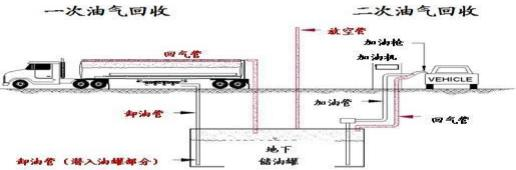 一次油气回收
二次油气回收
放空管
加油枪
回气管
加油机
VEHICLE
卸油管
加油管
回气管
地下
储油罐
卸油管（潜入油罐部分）